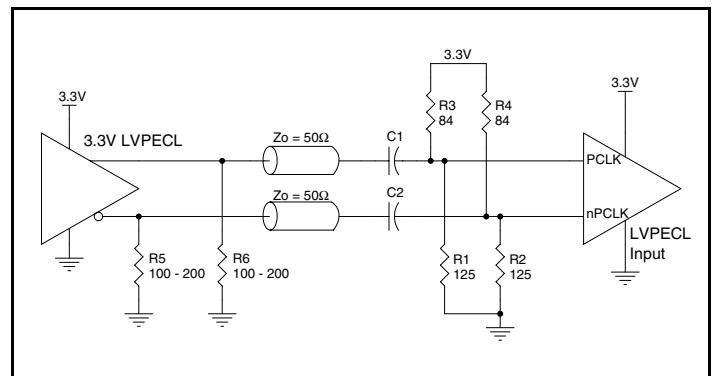 3.3V
3.3V
3.3V
R3
84
R4
84
3.3V LVPECL
Zo = 50Ω
C1
PCLK
Zo = 50Ω
C2
nPCLK
LVPECL
Input
R5
100 - 200
R6
100 - 200
R1
125
R2
125